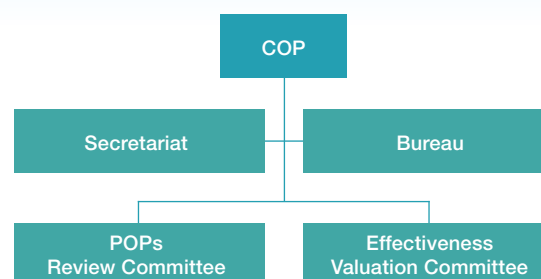 COP
Secretariat
Bureau
POPs
Review Committee
Effectiveness
Valuation Committee